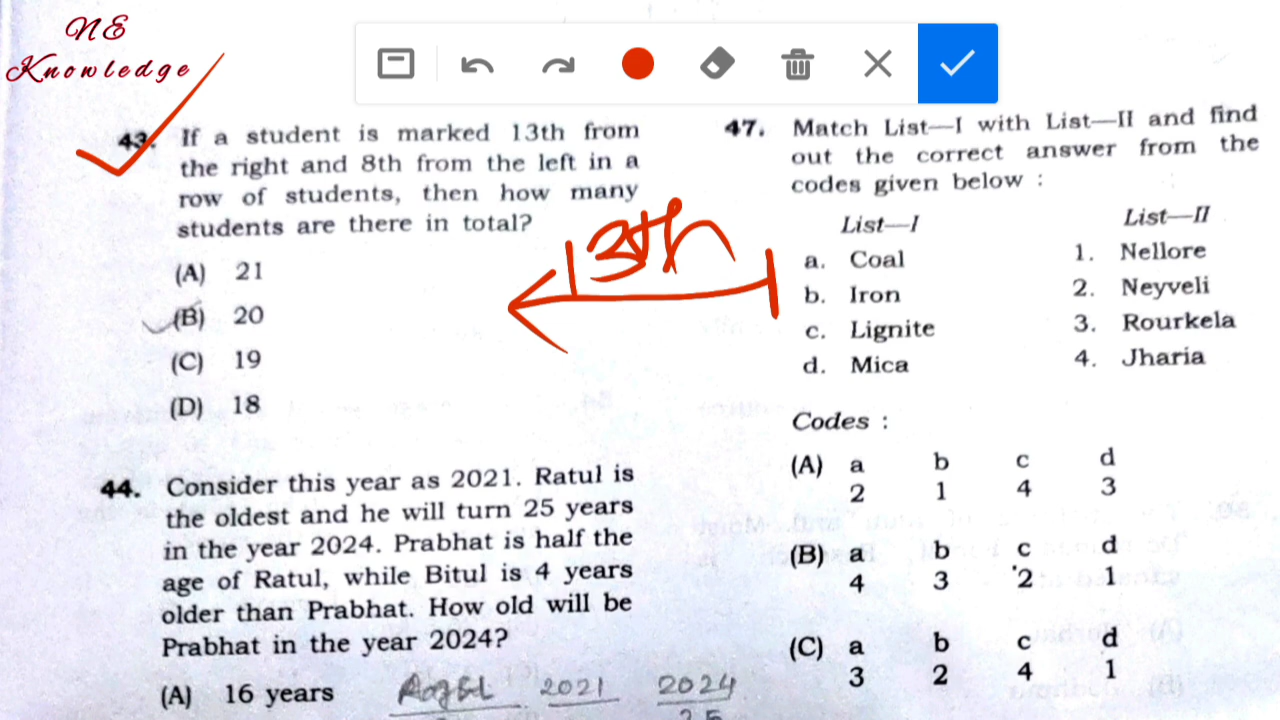 NE
Knowledge
43. If a student is marked 13th from
the right and 8th from the left in a
row of students, then how many
students are there in total?
(A) 21
(B) 20
(C) 19
(D) 18
13th
44. Consider this year as 2021. Ratul is
the oldest and he will turn 25 years
in the year 2024. Prabhat is half the
age of Ratul, while Bitul is 4 years
older than Prabhat. How old will be
Prabhat in the year 2024?
(A) 16 years
2021 2024
25
47. Match List—I with List—II and find
out the correct answer from the
codes given below :
List—I List—II
a. Coal 1. Nellore
b. Iron 2. Neyveli
c. Lignite 3. Rourkela
d. Mica 4. Jharia
Codes :
(A) a b c d
2 1 4 3
(B) a b c d
4 3 2 1
(C) a b c d
3 2 4 1